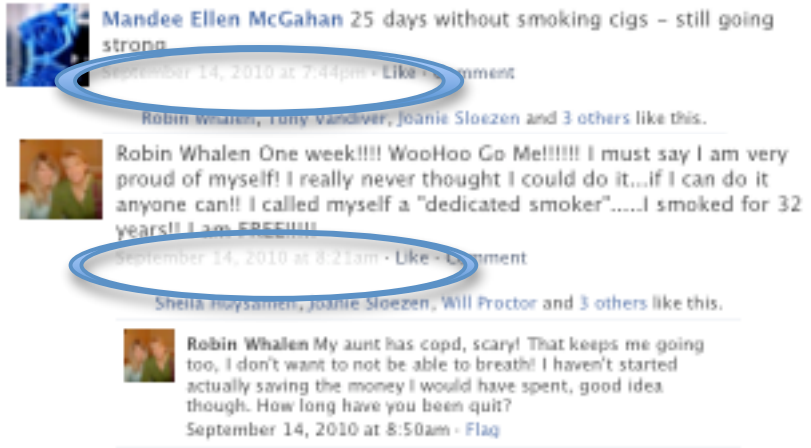 Mandee Ellen McGahan 25 days without smoking cigs – still going
strong
September 14, 2010 at 7:44pm · Like · Comment
Robin Whalen, Tony Vandiver, Joanie Sloezen and 3 others like this.
Robin Whalen One week!!!! WooHoo Go Me!!!!!! I must say I am very
proud of myself! I really never thought I could do it...if I can do it
anyone can!! I called myself a "dedicated smoker".....I smoked for 32
years!! I am FREE!!!!!
September 14, 2010 at 8:21am · Like · Comment
Sheila Huysamen, Joanie Sloezen, Will Proctor and 3 others like this.
Robin Whalen My aunt has copd, scary! That keeps me going
too, I don't want to not be able to breath! I haven't started
actually saving the money I would have spent, good idea
though. How long have you been quit?
September 14, 2010 at 8:50am · Flag